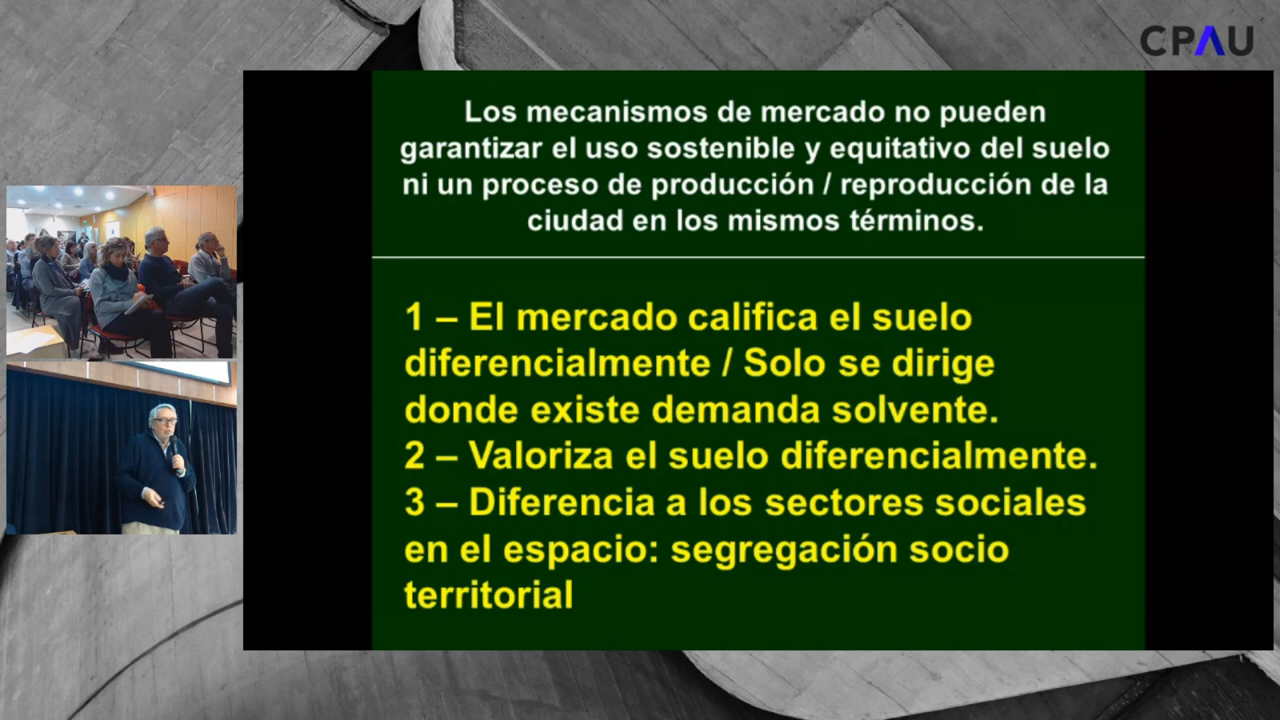 CPAU
Los mecanismos de mercado no pueden
garantizar el uso sostenible y equitativo del suelo
ni un proceso de producción / reproducción de la
ciudad en los mismos términos.
1 – El mercado califica el suelo
diferencialmente / Solo se dirige
donde existe demanda solvente.
2 – Valoriza el suelo diferencialmente.
3 – Diferencia a los sectores sociales
en el espacio: segregación socio
territorial